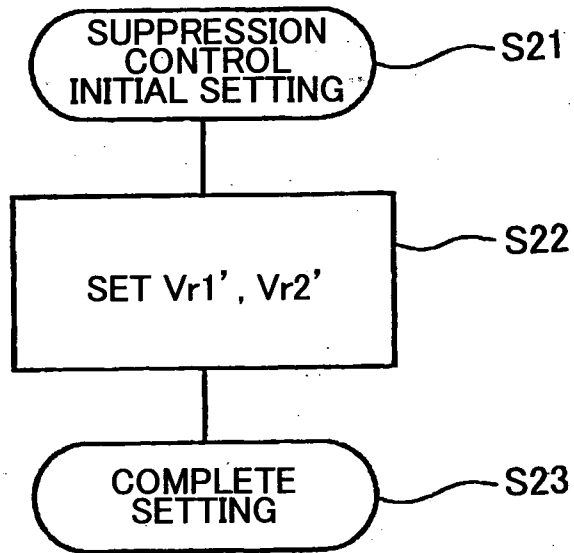 SUPPRESSION
CONTROL
INITIAL SETTING
S21
SET Vr1', Vr2'
S22
COMPLETE
SETTING
S23